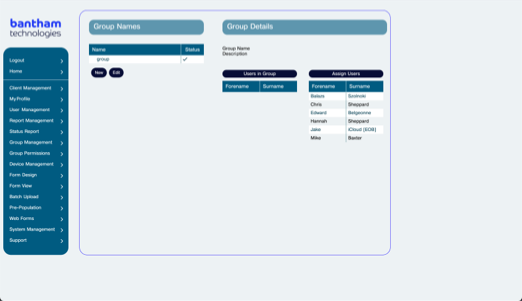 bantham
technologies
Logout
Home
Client Management
MyProfile
User Management
Report Management
Status Report
Group Management
Group Permissions
Device Management
Form Design
Form View
Batch Upload
Pre-Population
Web Forms
System Management
Support
Group Names
Name Status
group
New Edit
Group Details
Group Name
Description
Users in Group
Forename Surname
Assign Users
Forename Surname
Balazs
Chris Sheppard
Edward Belgeonne
Hannah Sheppard
Jake iCloud [EOB]
Mike Baxter